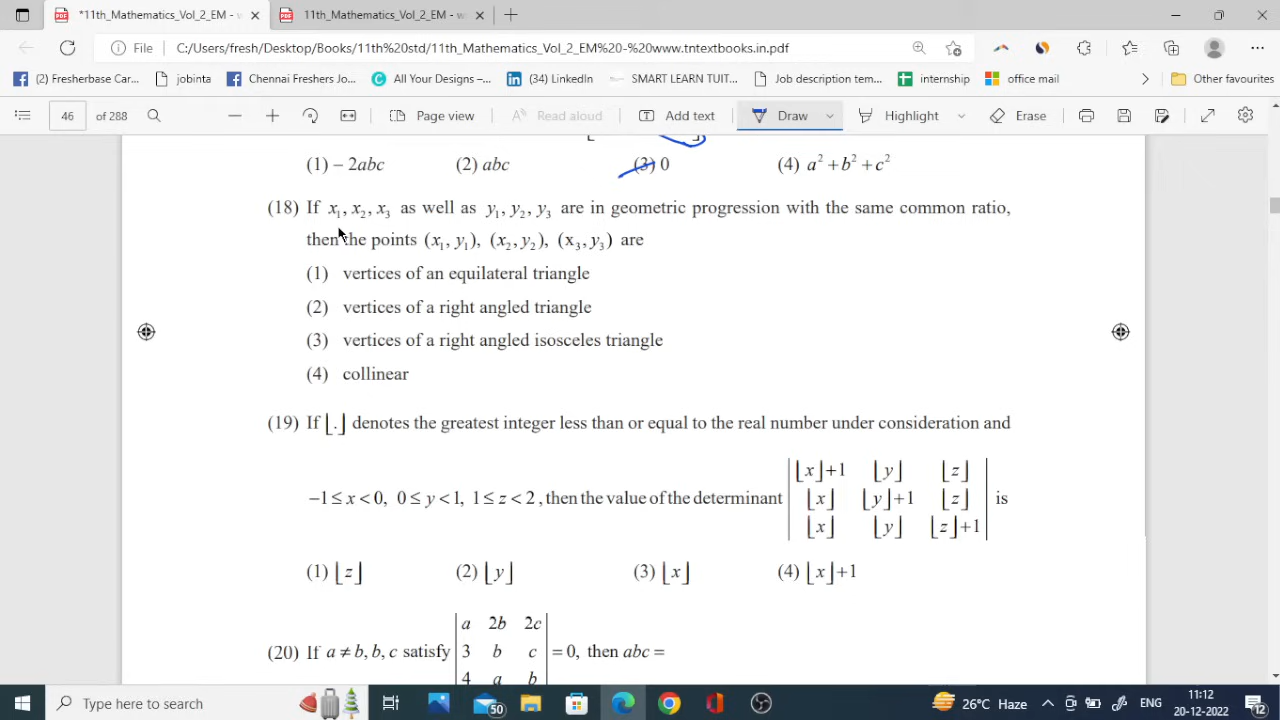 *11th_Mathematics_Vol_2_EM - w
11th_Mathematics_Vol_2_EM - w
File
C:/Users/fresh/Desktop/Books/11th%20std/11th_Mathematics_Vol_2_EM%20-%20www.tntextbooks.in.pdf
(2) Fresherbase Car...
jobinta
Chennai Freshers Jo...
All Your Designs –...
(34) LinkedIn
SMART LEARN TUIT...
Job description tem...
internship
office mail
Other favourites
46 of 288
Page view
Read aloud
Add text
Draw
Highlight
Erase
(1) – 2abc (2) abc (3) 0 (4) a² + b² + c²
(18) If x₁, x₂, x₃ as well as y₁, y₂, y₃ are in geometric progression with the same common ratio,
then the points (x₁, y₁), (x₂, y₂), (x₃, y₃) are
(1) vertices of an equilateral triangle
(2) vertices of a right angled triangle
(3) vertices of a right angled isosceles triangle
(4) collinear
(19) If ⌊.⌋ denotes the greatest integer less than or equal to the real number under consideration and
⌊x⌋+1 ⌊y⌋ ⌊z⌋
−1 ≤ x < 0, 0 ≤ y < 1, 1 ≤ z < 2, then the value of the determinant ⌊x⌋ ⌊y⌋+1 ⌊z⌋ is
⌊x⌋ ⌊y⌋ ⌊z⌋+1
(1) ⌊z⌋ (2) ⌊y⌋ (3) ⌊x⌋ (4) ⌊x⌋+1
a 2b 2c
(20) If a ≠ b, b, c satisfy 3 b c = 0, then abc =
4 a b
Type here to search
50
26°C Haze
ENG
11:12
20-12-2022
12